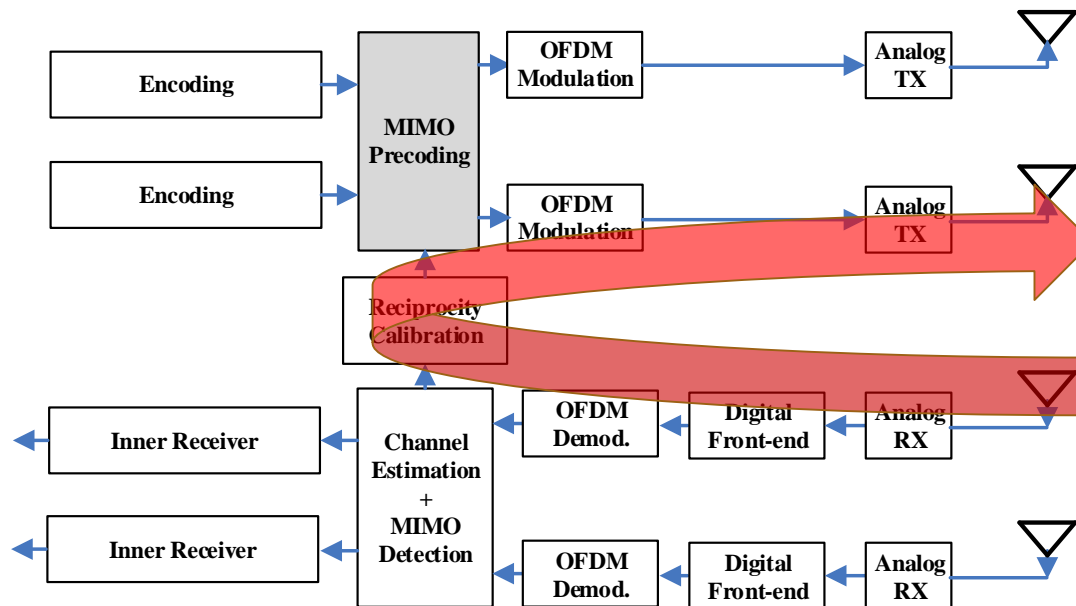 Encoding
MIMO
Precoding
OFDM
Modulation
Analog
TX
Encoding
OFDM
Modulation
Analog
TX
Reciprocity
Calibration
Inner Receiver
Channel
Estimation
+
MIMO
Detection
OFDM
Demod.
Digital
Front-end
Analog
RX
Inner Receiver
OFDM
Demod.
Digital
Front-end
Analog
RX